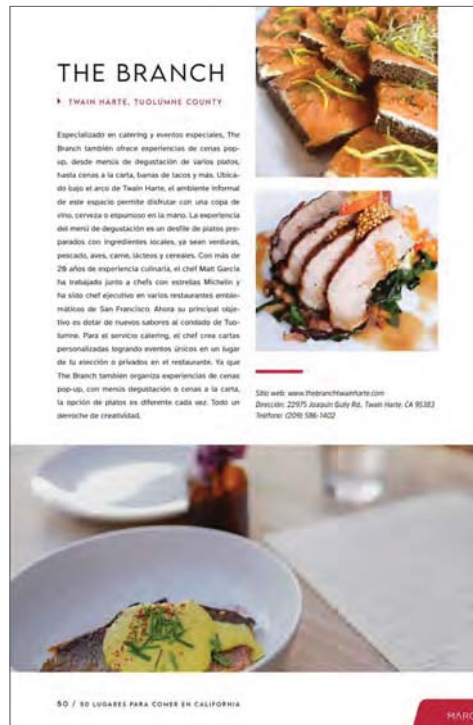 THE BRANCH
TWAIN HARTE, TUOLUMNE COUNTY
Especializado en catering y eventos especiales, The
Branch también ofrece experiencias de cenas pop-
up, desde menús de degustación de varios platos,
hasta cenas a la carta, barras de tacos y más. Ubica-
do bajo el arco de Twain Harte, el ambiente informal
de este espacio permite disfrutar con una copa de
vino, cerveza o espumoso en la mano. La experiencia
del menú de degustación es un desfile de platos pre-
parados con ingredientes locales, ya sean verduras,
pescado, aves, carne, lácteos y cereales. Con más de
28 años de experiencia culinaria, el chef Matt Garcia
ha trabajado junto a chefs con estrellas Michelin y
ha sido chef ejecutivo en varios restaurantes emble-
máticos de San Francisco. Ahora su principal obje-
tivo es dotar de nuevos sabores al condado de Tuo-
lumne. Para el servicio catering, el chef crea cartas
personalizadas logrando eventos únicos en un lugar
de tu elección o privados en el restaurante. Ya que
The Branch tambien organiza experiencias de cenas
pop-up, con menús degustación o cenas a la carta,
la opción de platos es diferente cada vez. Todo un
derroche de creatividad.
Sitio web: www.thebranchtwainharte.com
Dirección: 22975 Joaquin Gully Rd., Twain Harte, CA 95383
Teléfono: (209) 586-1402
50 / 50 LUGARES PARA COMER EN CALIFORNIA
MARC